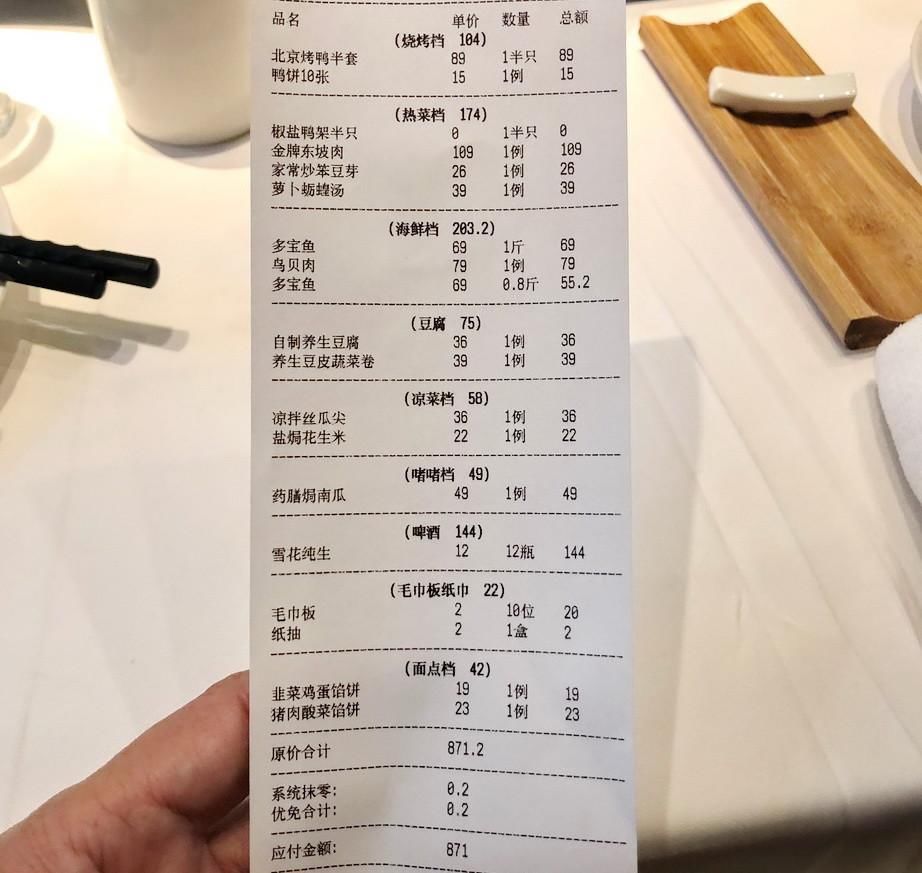 品名 单价 数量 总额
(烧烤档 104)
北京烤鸭半套 89 1半只 89
鸭饼10张 15 1例 15
(热菜档 174)
椒盐鸭架半只 0 1半只 0
金牌东坡肉 109 1例 109
家常炒笨豆芽 26 1例 26
萝卜蛎蝗汤 39 1例 39
(海鲜档 203.2)
多宝鱼 69 1斤 69
鸟贝肉 79 1例 79
多宝鱼 69 0.8斤 55.2
(豆腐 75)
自制养生豆腐 36 1例 36
养生豆皮蔬菜卷 39 1例 39
(凉菜档 58)
凉拌丝瓜尖 36 1例 36
盐焗花生米 22 1例 22
(啫啫档 49)
药膳焗南瓜 49 1例 49
(啤酒 144)
雪花纯生 12 12瓶 144
(毛巾板纸巾 22)
毛巾板 2 10位 20
纸抽 2 1盒 2
(面点档 42)
韭菜鸡蛋馅饼 19 1例 19
猪肉酸菜馅饼 23 1例 23
原价合计 871.2
系统抹零: 0.2
优免合计: 0.2
应付金额: 871